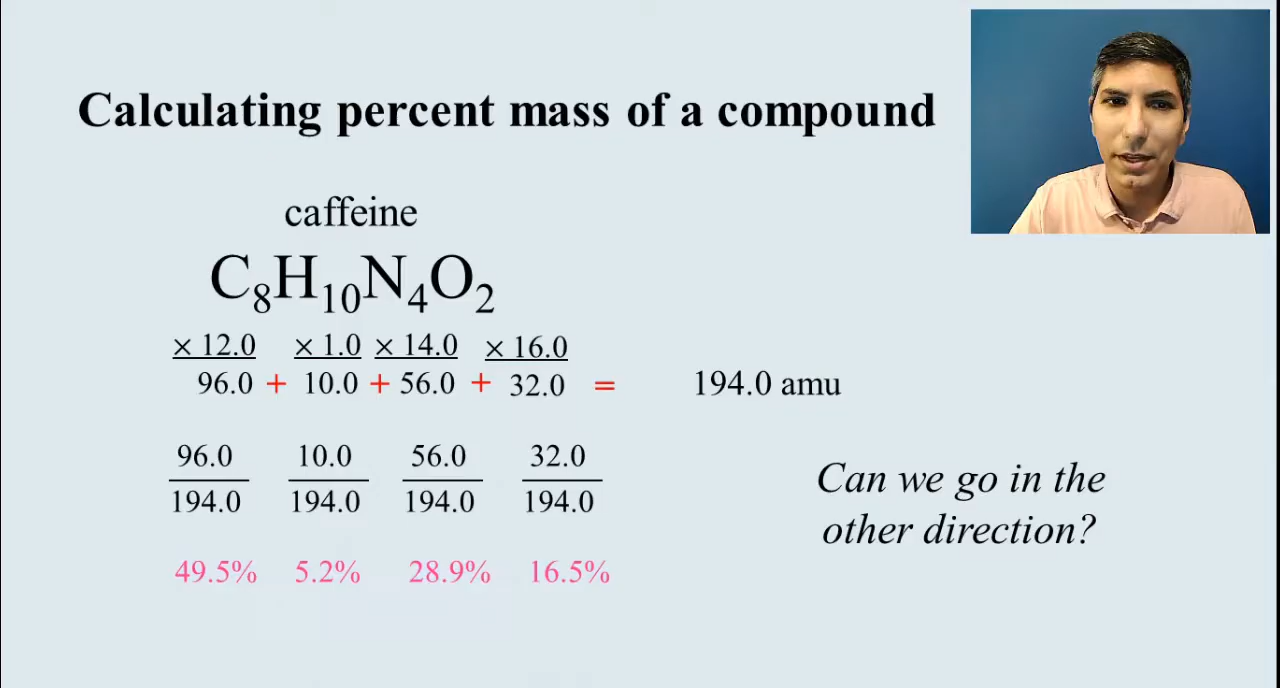 Calculating percent mass of a compound
caffeine
C₈H₁₀N₄O₂
× 12.0 × 1.0 × 14.0 × 16.0
96.0 + 10.0 + 56.0 + 32.0 = 194.0 amu
96.0 10.0 56.0 32.0
194.0 194.0 194.0 194.0
Can we go in the
other direction?
49.5% 5.2% 28.9% 16.5%